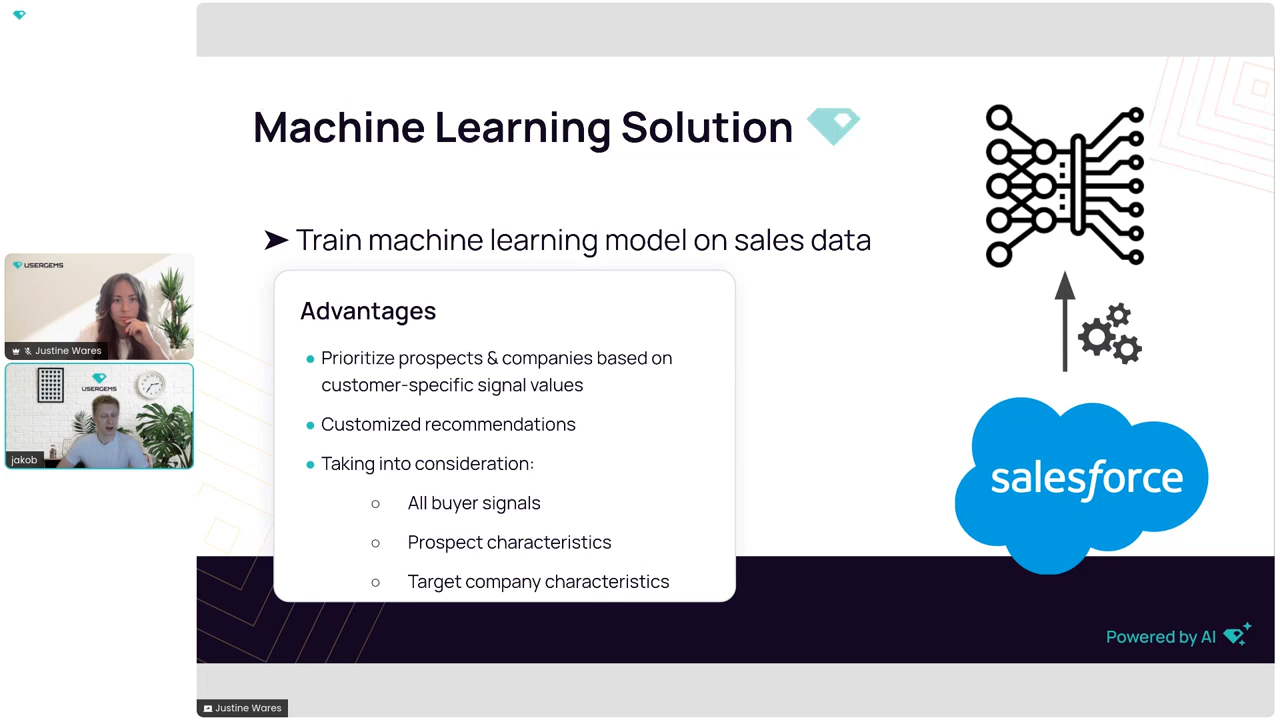 Machine Learning Solution
➤ Train machine learning model on sales data
Advantages
● Prioritize prospects & companies based on
customer-specific signal values
● Customized recommendations
● Taking into consideration:
○ All buyer signals
○ Prospect characteristics
○ Target company characteristics
salesforce
Powered by AI
USERGEMS
Justine Wares
USERGEMS
jakob
Justine Wares